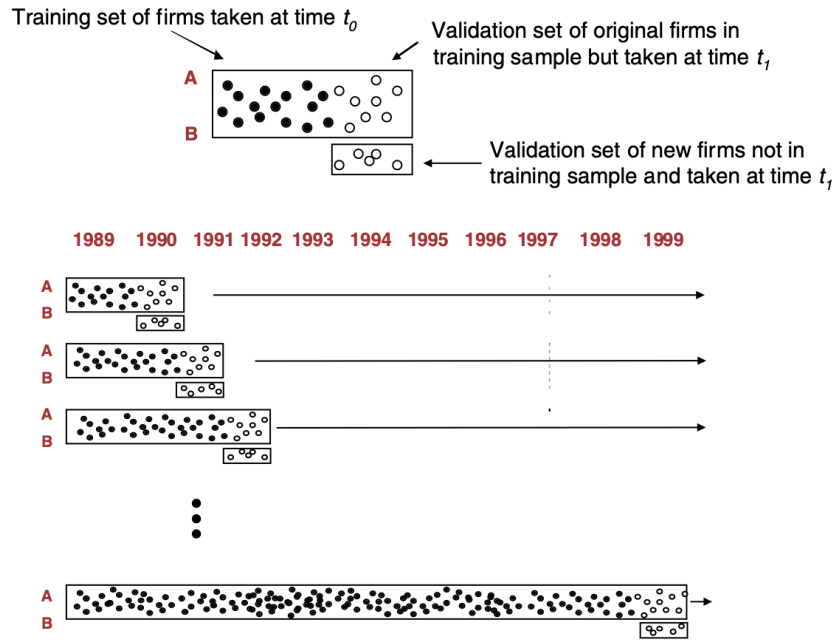 Training set of firms taken at time t0
Validation set of original firms in
training sample but taken at time t1
A
B
Validation set of new firms not in
training sample and taken at time t1
1989 1990 1991 1992 1993 1994 1995 1996 1997 1998 1999
A
B
A
B
A
B
A
B